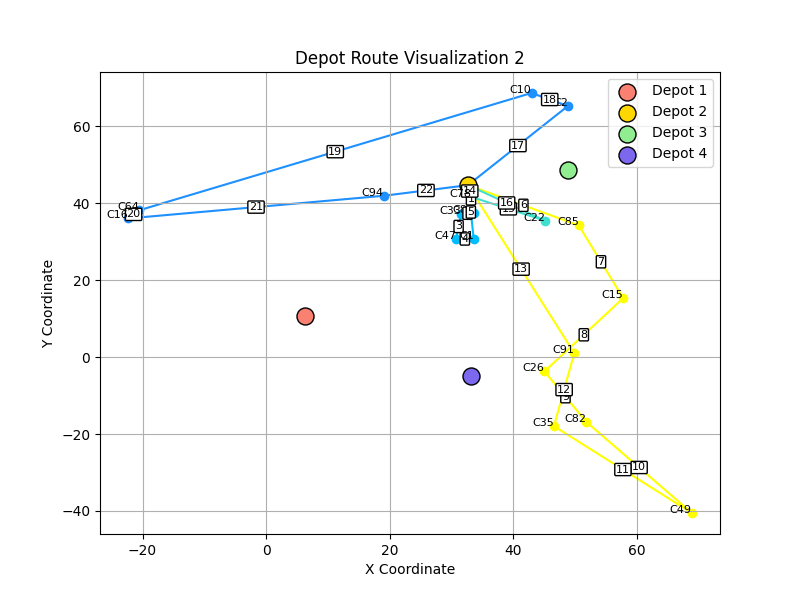 Depot Route Visualization 2
Depot 1
Depot 2
Depot 3
Depot 4
C10
18
17
19
C64
C16
20
21
C94
22
14
1
16
6
C22
C85
3
5
C47
4
7
13
C15
8
C91
C26
12
C35
C82
11
10
C49
60
40
20
0
−20
−40
Y Coordinate
−20
0
20
40
60
X Coordinate